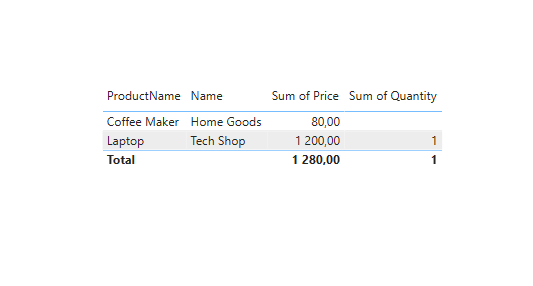 ProductName Name Sum of Price Sum of Quantity
Coffee Maker Home Goods 80,00
Laptop Tech Shop 1 200,00 1
Total 1 280,00 1